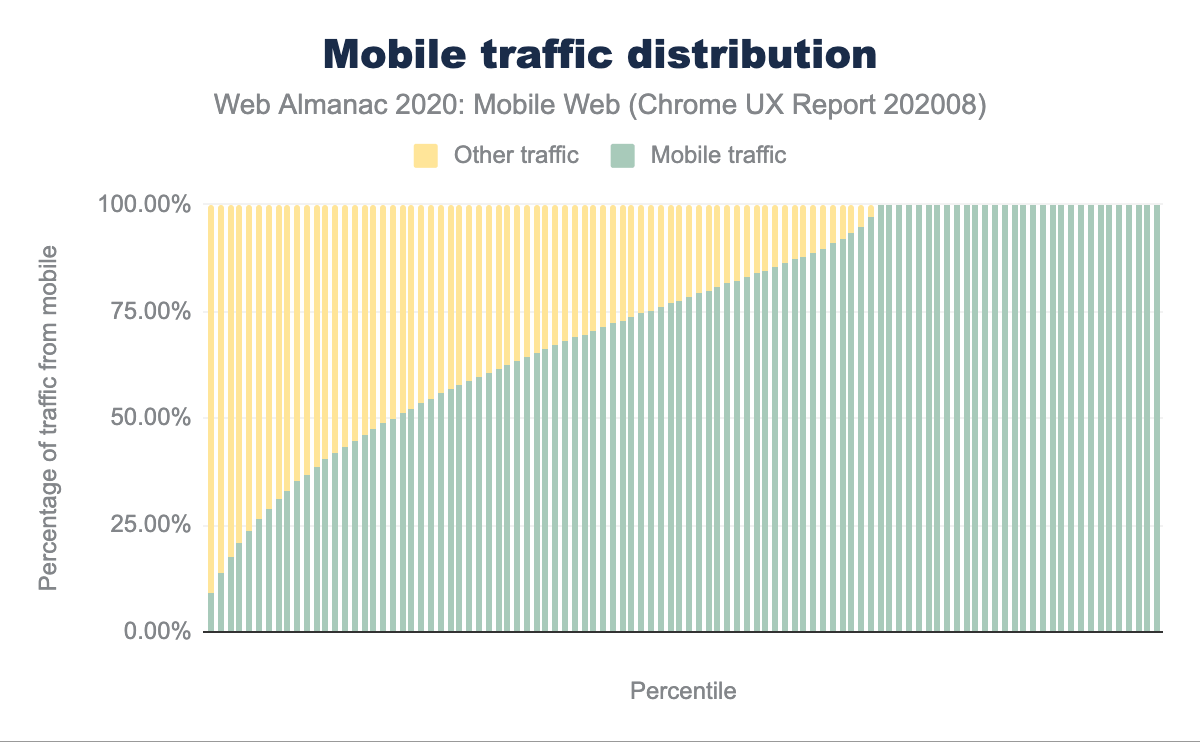 Mobile traffic distribution
Web Almanac 2020: Mobile Web (Chrome UX Report 202008)
Other traffic
Mobile traffic
Percentage of traffic from mobile
100.00%
75.00%
50.00%
25.00%
0.00%
Percentile